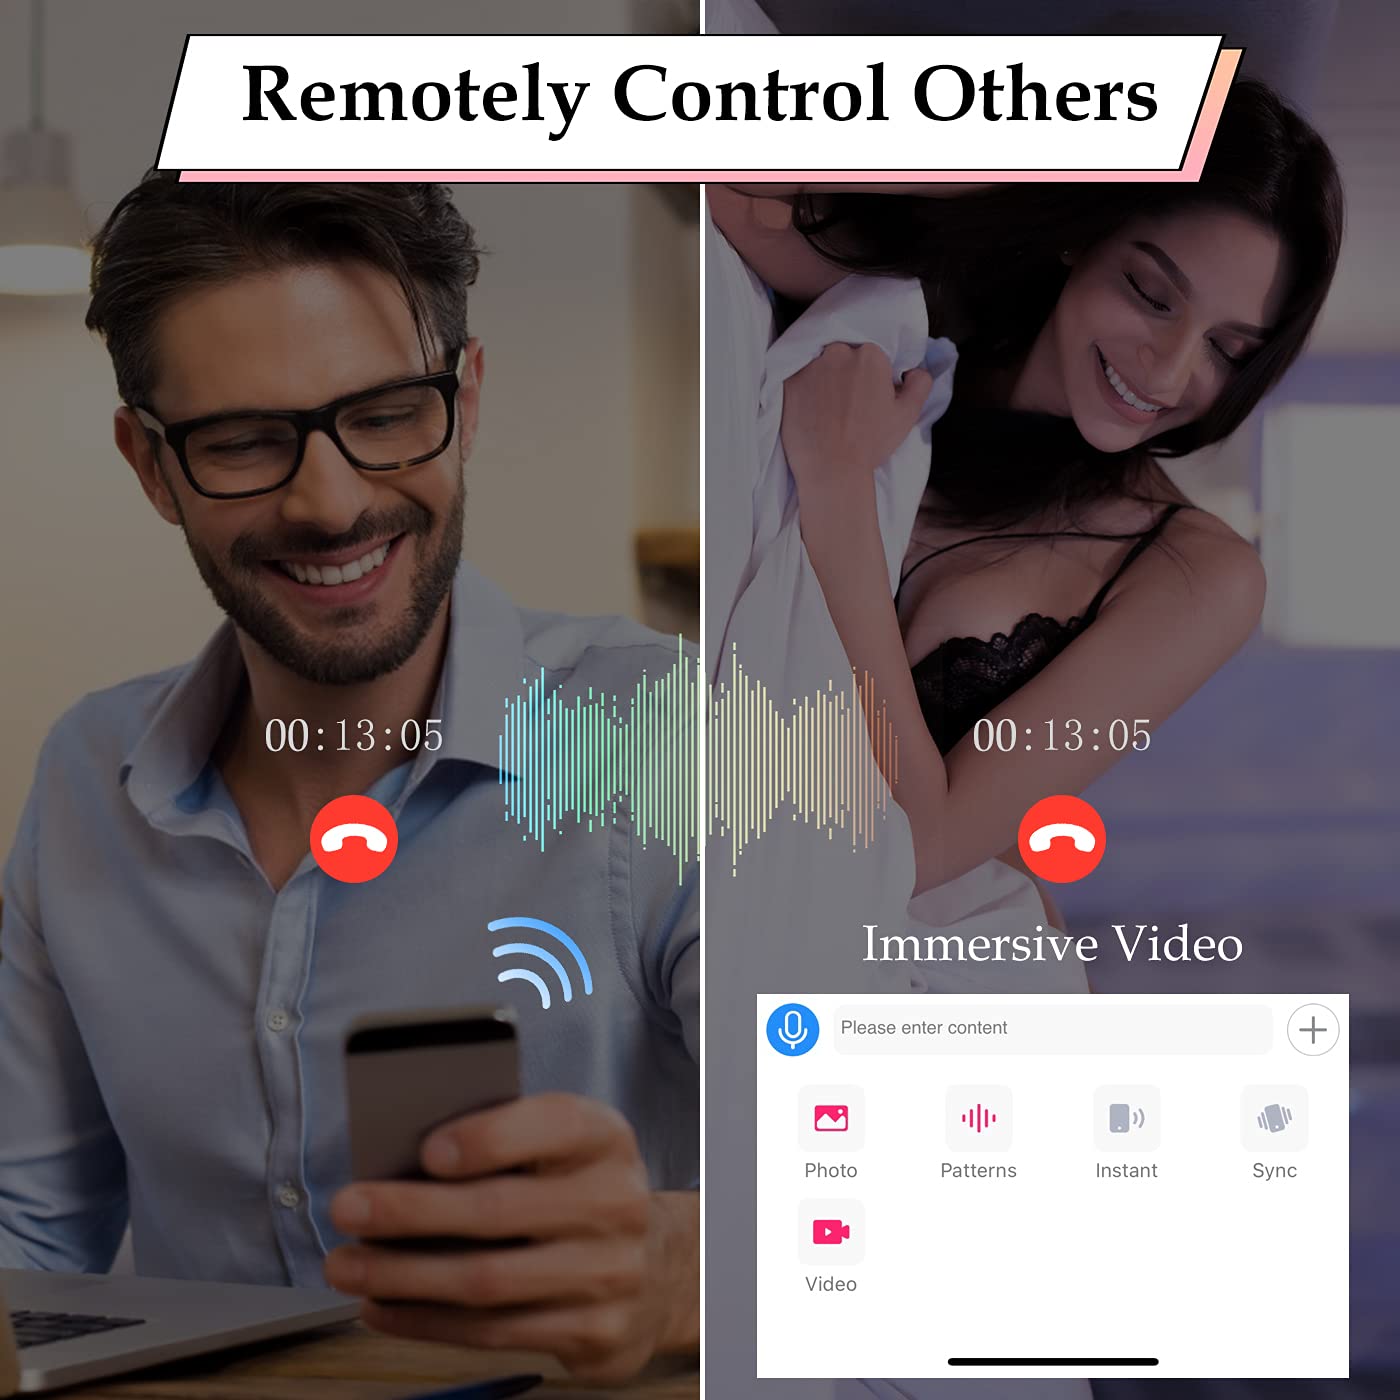 Remotely Control Others
00:13:05
00:13:05
Immersive Video
Please enter content
Photo
Patterns
Instant
Sync
Video